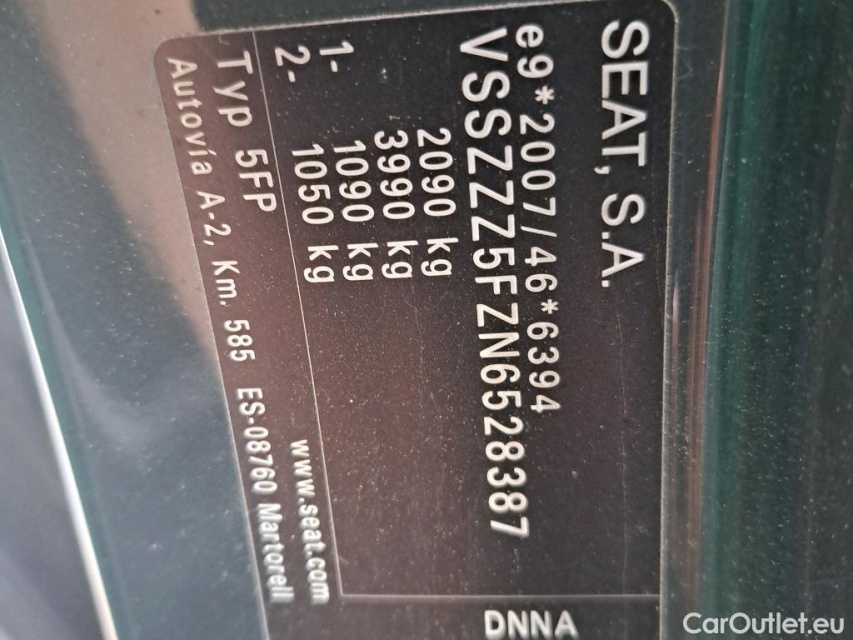 SEAT, S.A.
e9*2007/46*6394
VSSZZZ5FZN6528387
2090 kg
3990 kg
1- 1090 kg
2- 1050 kg
Typ 5FP www.seat.com
Autovía A-2, Km. 585 ES-08760 Martorell
DNNA
CarOutlet.eu